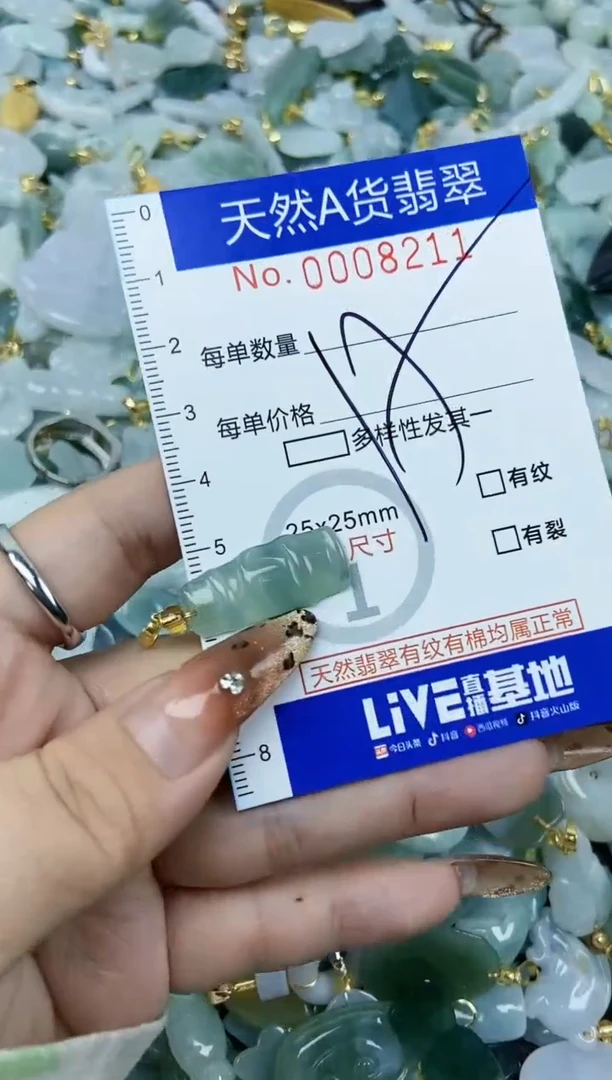 天然A货翡翠
No. 0008211
0
1
2
3
4
5
8
每单数量
每单价格
多样性发其一
有纹
25x25mm
尺寸
有裂
1
天然翡翠有纹有棉均属正常
LiVE直播基地
今日头条 抖音 西瓜视频 抖音火山版